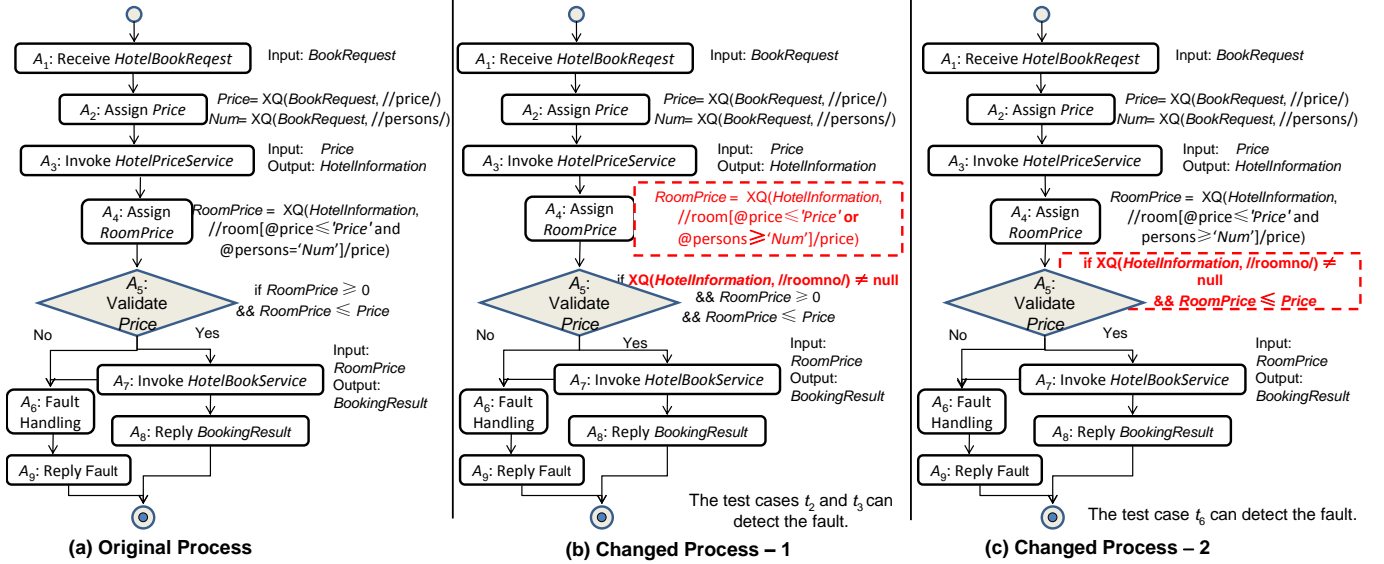 A1: Receive HotelBookReqest
Input: BookRequest
A2: Assign Price
Price= XQ(BookRequest, //price/)
Num= XQ(BookRequest, //persons/)
A3: Invoke HotelPriceService
Input: Price
Output: HotelInformation
A4: Assign
RoomPrice
RoomPrice = XQ(HotelInformation,
//room[@price≤'Price' and
@persons='Num']/price)
A5:
Validate
Price
if RoomPrice ≥ 0
&& RoomPrice ≤ Price
No
Yes
A7: Invoke HotelBookService
Input:
RoomPrice
Output:
BookingResult
A6: Fault
Handling
A8: Reply BookingResult
A9: Reply Fault
(a) Original Process
A1: Receive HotelBookReqest
Input: BookRequest
A2: Assign Price
Price= XQ(BookRequest, //price/)
Num= XQ(BookRequest, //persons/)
A3: Invoke HotelPriceService
Input: Price
Output: HotelInformation
A4: Assign
RoomPrice
RoomPrice = XQ(HotelInformation,
//room[@price≤'Price' or
@persons≥'Num']/price)
A5:
Validate
Price
if XQ(HotelInformation, //roomno/) ≠ null
&& RoomPrice ≥ 0
&& RoomPrice ≤ Price
No
Yes
A7: Invoke HotelBookService
Input:
RoomPrice
Output:
BookingResult
A6: Fault
Handling
A8: Reply BookingResult
A9: Reply Fault
The test cases t2 and t3 can
detect the fault.
(b) Changed Process – 1
A1: Receive HotelBookReqest
Input: BookRequest
A2: Assign Price
Price= XQ(BookRequest, //price/)
Num= XQ(BookRequest, //persons/)
A3: Invoke HotelPriceService
Input: Price
Output: HotelInformation
A4: Assign
RoomPrice
RoomPrice = XQ(HotelInformation,
//room[@price≤'Price' and
persons≥'Num']/price)
A5:
Validate
Price
if XQ(HotelInformation, //roomno/) ≠
null
&& RoomPrice ≤ Price
No
Yes
A7: Invoke HotelBookService
Input:
RoomPrice
Output:
BookingResult
A6: Fault
Handling
A8: Reply BookingResult
A9: Reply Fault
The test case t6 can detect the fault.
(c) Changed Process – 2